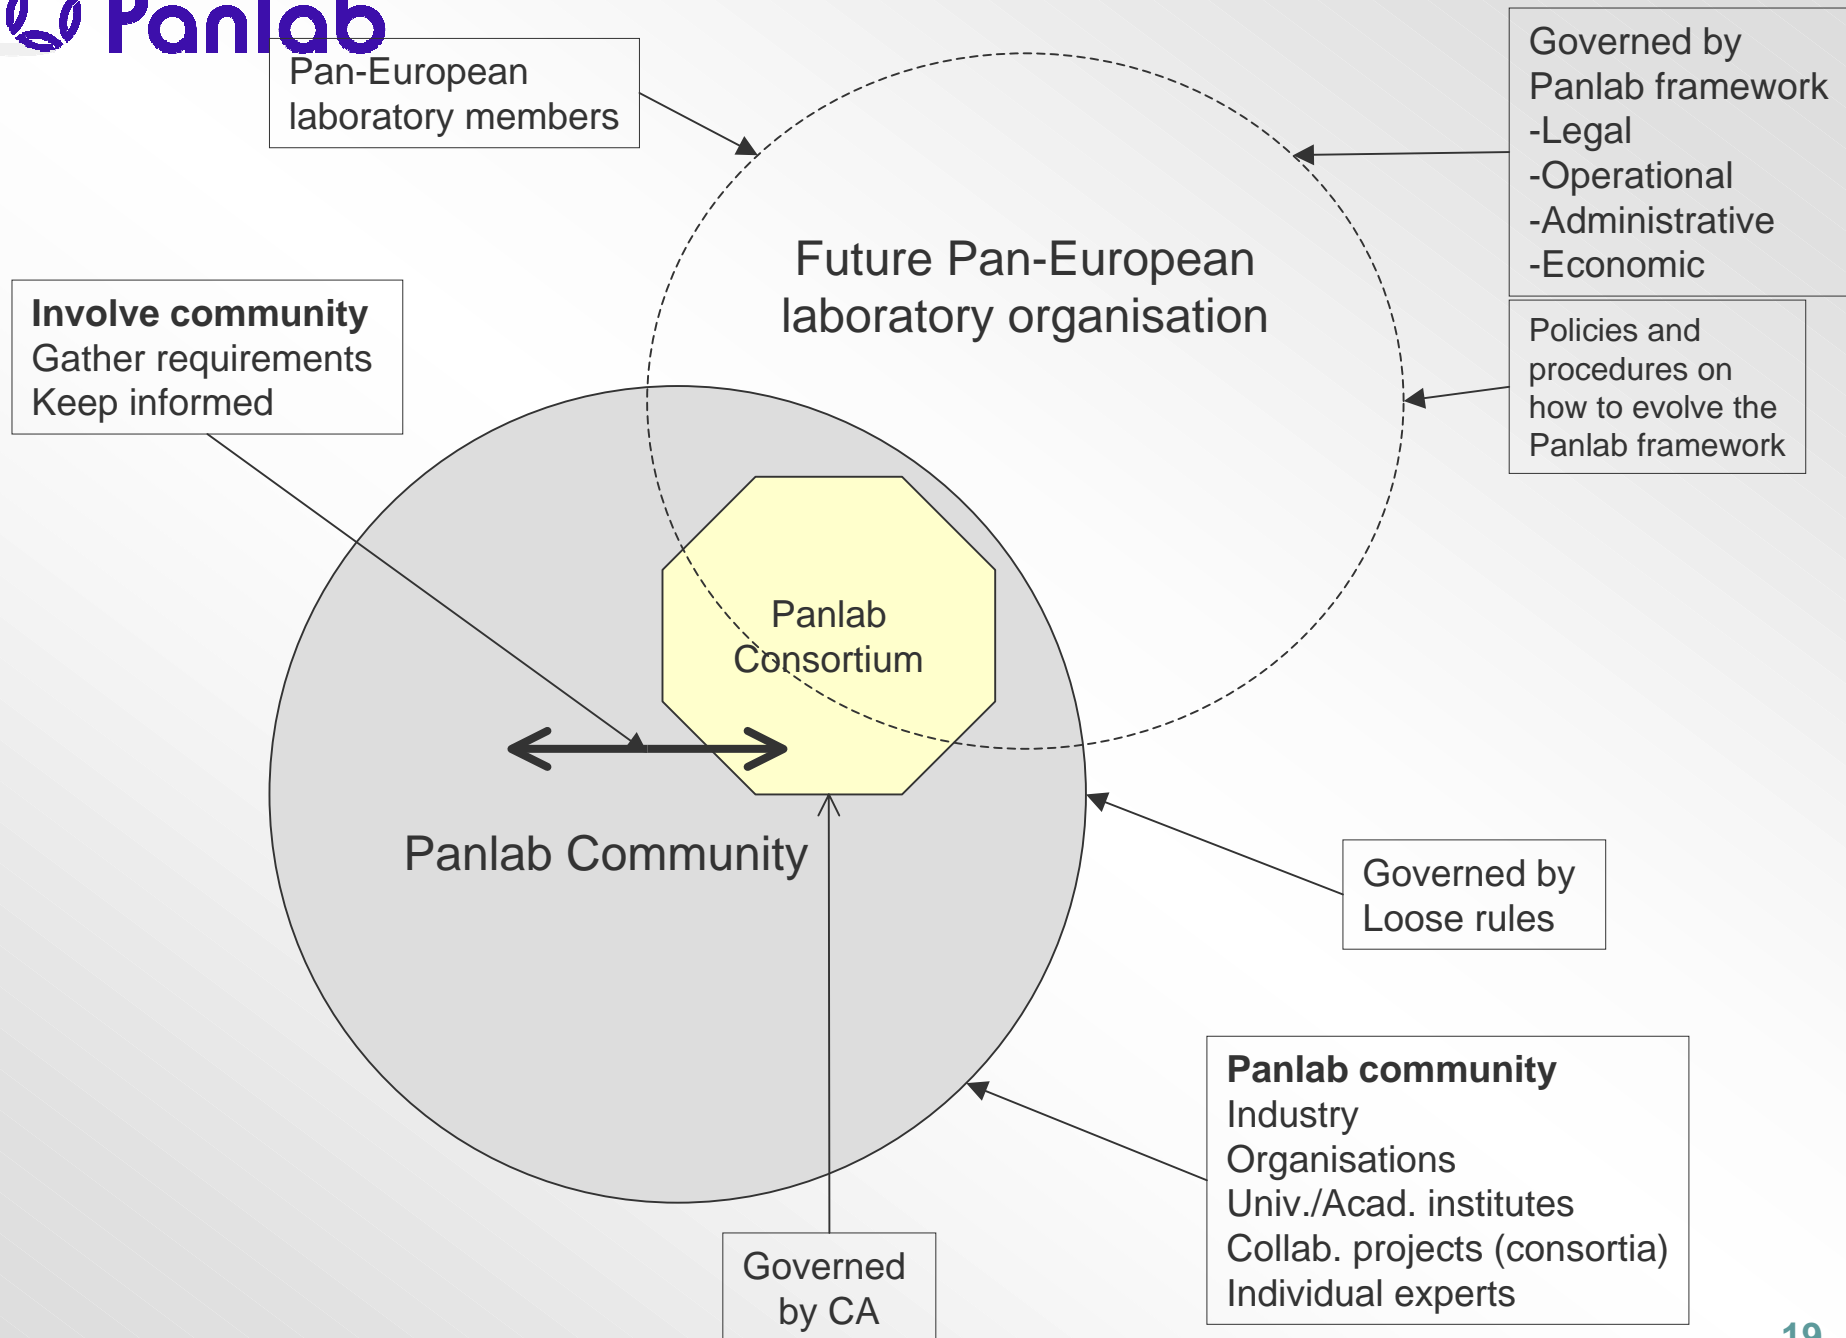 Panlab
Pan-European
laboratory members
Governed by
Panlab framework
-Legal
-Operational
-Administrative
-Economic
Future Pan-European
laboratory organisation
Involve community
Gather requirements
Keep informed
Policies and
procedures on
how to evolve the
Panlab framework
Panlab
Consortium
Panlab Community
Governed by
Loose rules
Panlab community
Industry
Organisations
Univ./Acad. institutes
Collab. projects (consortia)
Individual experts
Governed
by CA
19